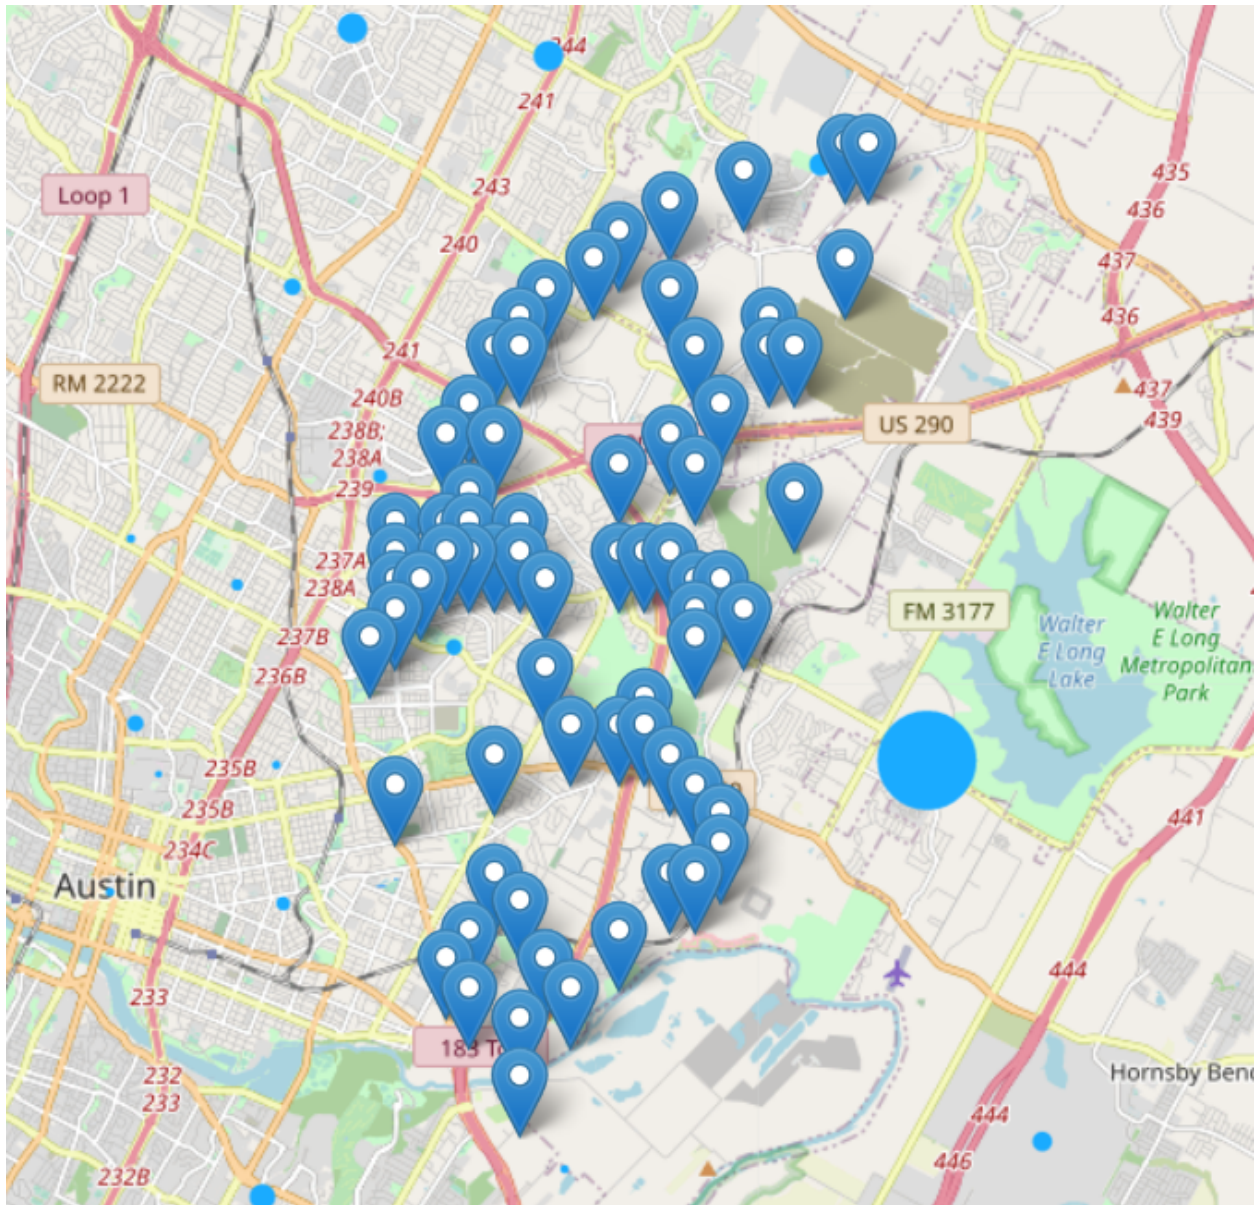 244
241
435
243
Loop 1
436
240
437
436
241
RM 2222
240B
437
439
US 290
238B;
238A
239
237A
238A
FM 3177
Walter
E Long
Lake
Walter
E Long
Metropolitan
Park
237B
236B
235B
235B
441
234C
Austin
444
233
183 To
232
233
Hornsby Bend
444
446
232B